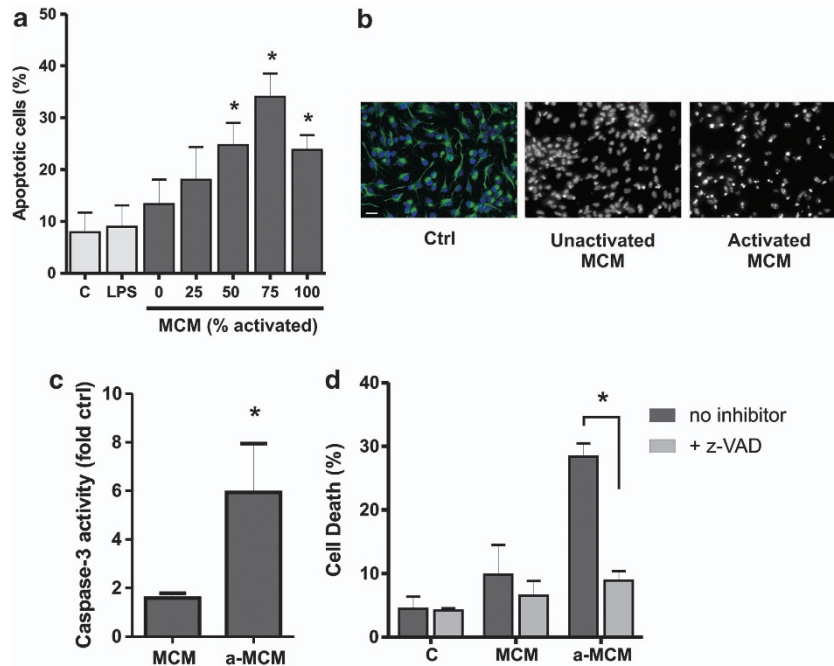 a
Apoptotic cells (%)
50
40
30
20
10
0
*
*
*
C LPS 0 25 50 75 100
MCM (% activated)
b
Ctrl
Unactivated
MCM
Activated
MCM
c
Caspase-3 activity (fold ctrl)
10
8
6
4
2
0
*
MCM a-MCM
d
Cell Death (%)
40
30
20
10
0
*
C MCM a-MCM
no inhibitor
+ z-VAD